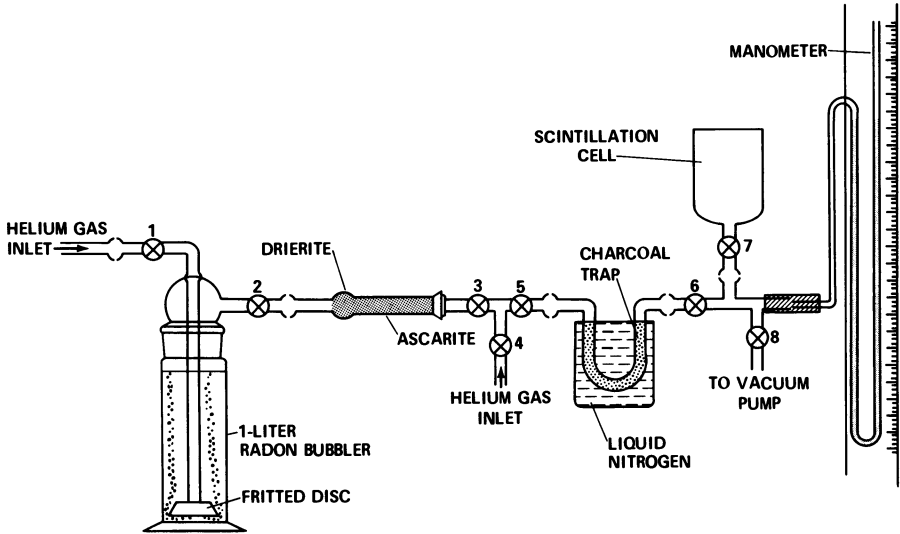 MANOMETER
SCINTILLATION
CELL
HELIUM GAS
INLET
1
7
DRIERITE
CHARCOAL
TRAP
2
3
5
6
ASCARITE
4
8
HELIUM GAS
INLET
TO VACUUM
PUMP
1-LITER
RADON BUBBLER
LIQUID
NITROGEN
FRITTED DISC